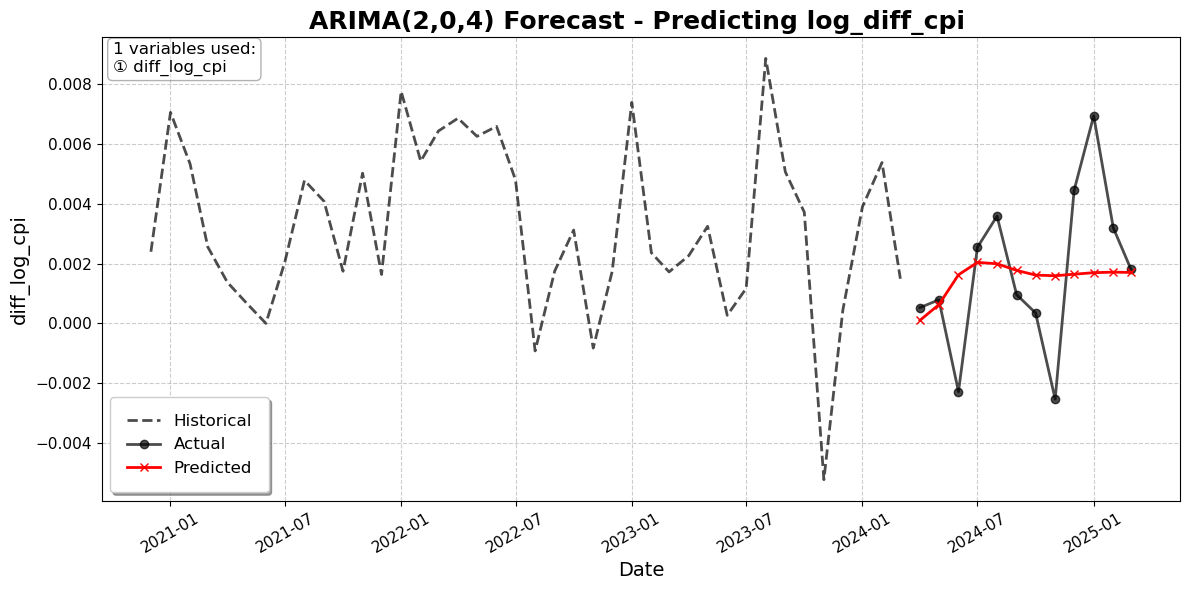 ARIMA(2,0,4) Forecast - Predicting log_diff_cpi
1 variables used:
① diff_log_cpi
diff_log_cpi
0.008
0.006
0.004
0.002
0.000
−0.002
−0.004
Historical
Actual
Predicted
2021-01
2021-07
2022-01
2022-07
2023-01
2023-07
2024-01
2024-07
2025-01
Date